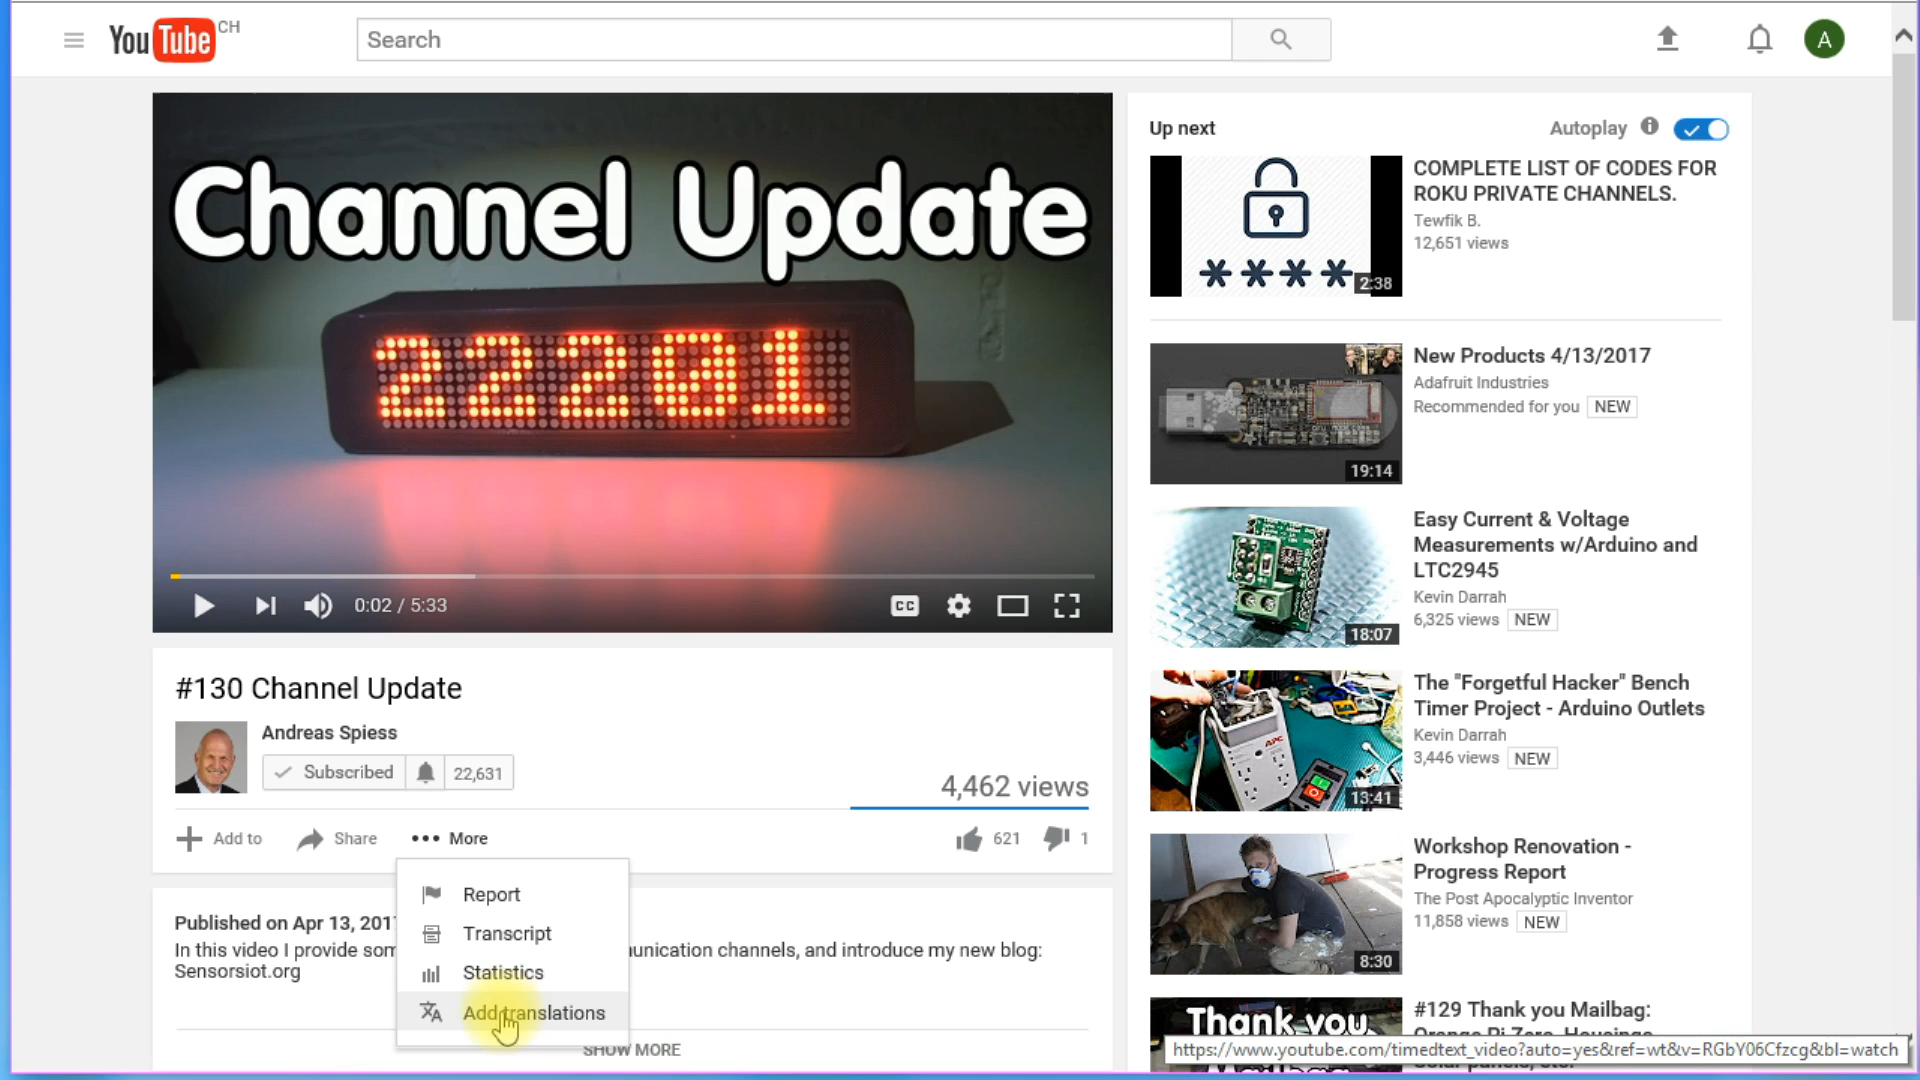 YouTube CH
Search
A
Channel Update
22201
0:02 / 5:33
CC
#130 Channel Update
Andreas Spiess
Subscribed
22,631
4,462 views
Add to
Share
More
621
1
Report
Transcript
Statistics
Add translations
Published on Apr 13, 201
In this video I provide som
unication channels, and introduce my new blog:
Sensorsiot.org
SHOW MORE
Up next
Autoplay
COMPLETE LIST OF CODES FOR
ROKU PRIVATE CHANNELS.
Tewfik B.
12,651 views
****
2:38
New Products 4/13/2017
Adafruit Industries
Recommended for you NEW
19:14
Easy Current & Voltage
Measurements w/Arduino and
LTC2945
Kevin Darrah
6,325 views NEW
18:07
The "Forgetful Hacker" Bench
Timer Project - Arduino Outlets
Kevin Darrah
3,446 views NEW
APC
13:41
Workshop Renovation -
Progress Report
The Post Apocalyptic Inventor
11,858 views NEW
8:30
#129 Thank you Mailbag:
Orange Pi Zero, Housings,
Thank you
Mailbag
https://www.youtube.com/timedtext_video?auto=yes&ref=wt&v=RGbY06Cfzcg&bl=watch